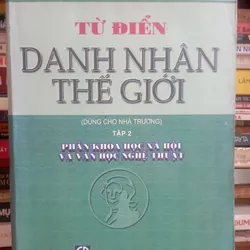 TỪ ĐIỂN
DANH NHÂN
THẾ GIỚI
(DÙNG CHO NHÀ TRƯỜNG)
TẬP 2
PHẦN KHOA HỌC XÃ HỘI
VÀ VĂN HỌC NGHỆ THUẬT